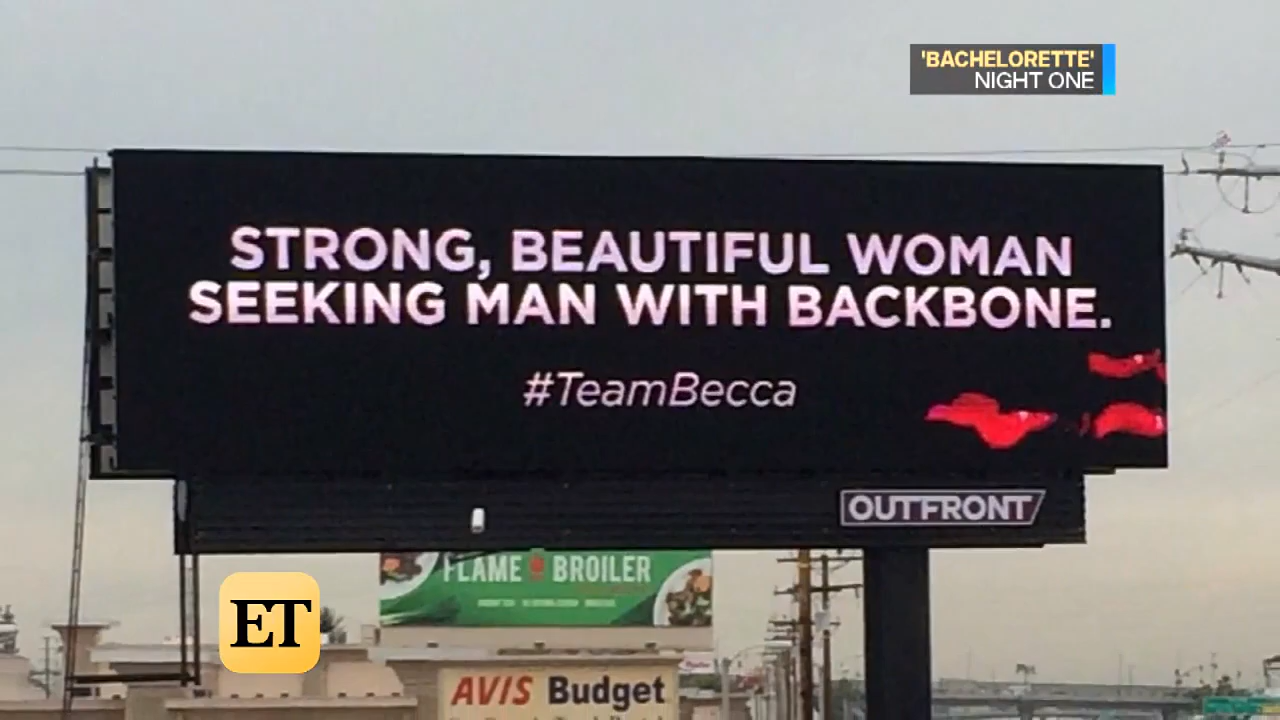 'BACHELORETTE'
NIGHT ONE
STRONG, BEAUTIFUL WOMAN
SEEKING MAN WITH BACKBONE.
#TeamBecca
OUTFRONT
FLAME BROILER
ET
AVIS Budget